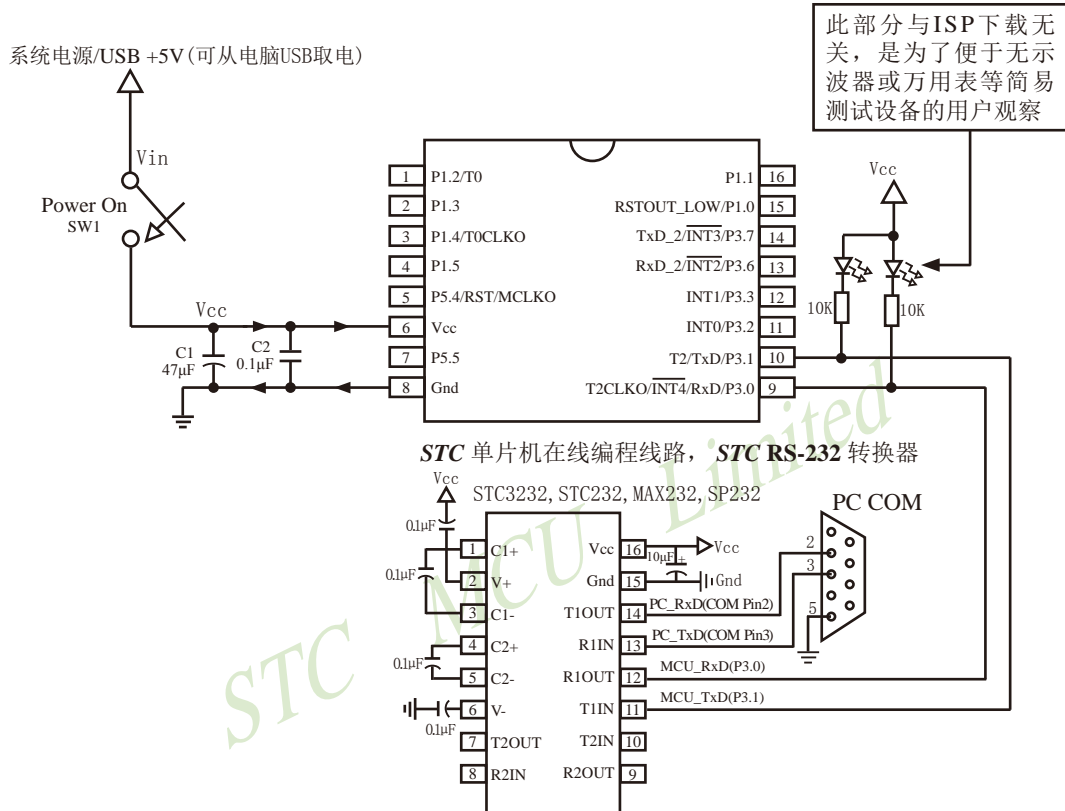 系统电源/USB +5V(可从电脑USB取电)
此部分与ISP下载无
关，是为了便于无示
波器或万用表等简易
测试设备的用户观察
Vin
Power On
SW1
Vcc
C1
47μF
C2
0.1μF
1 P1.2/T0
2 P1.3
3 P1.4/T0CLKO
4 P1.5
5 P5.4/RST/MCLKO
6 Vcc
7 P5.5
8 Gnd
P1.1 16
RSTOUT_LOW/P1.0 15
TxD_2/INT3/P3.7 14
RxD_2/INT2/P3.6 13
INT1/P3.3 12
INT0/P3.2 11
T2/TxD/P3.1 10
T2CLKO/INT4/RxD/P3.0 9
Vcc
10K
10K
STC 单片机在线编程线路， STC RS-232 转换器
STC3232,STC232,MAX232,SP232
Vcc
0.1μF
0.1μF
0.1μF
0.1μF
1 C1+
2 V+
3 C1-
4 C2+
5 C2-
6 V-
7 T2OUT
8 R2IN
Vcc 16
Gnd 15
T1OUT 14
R1IN 13
R1OUT 12
T1IN 11
T2IN 10
R2OUT 9
10μF +
Vcc
Gnd
PC_RxD(COM Pin2)
PC_TxD(COM Pin3)
MCU_RxD(P3.0)
MCU_TxD(P3.1)
PC COM
2
3
5
STC MCU Limited